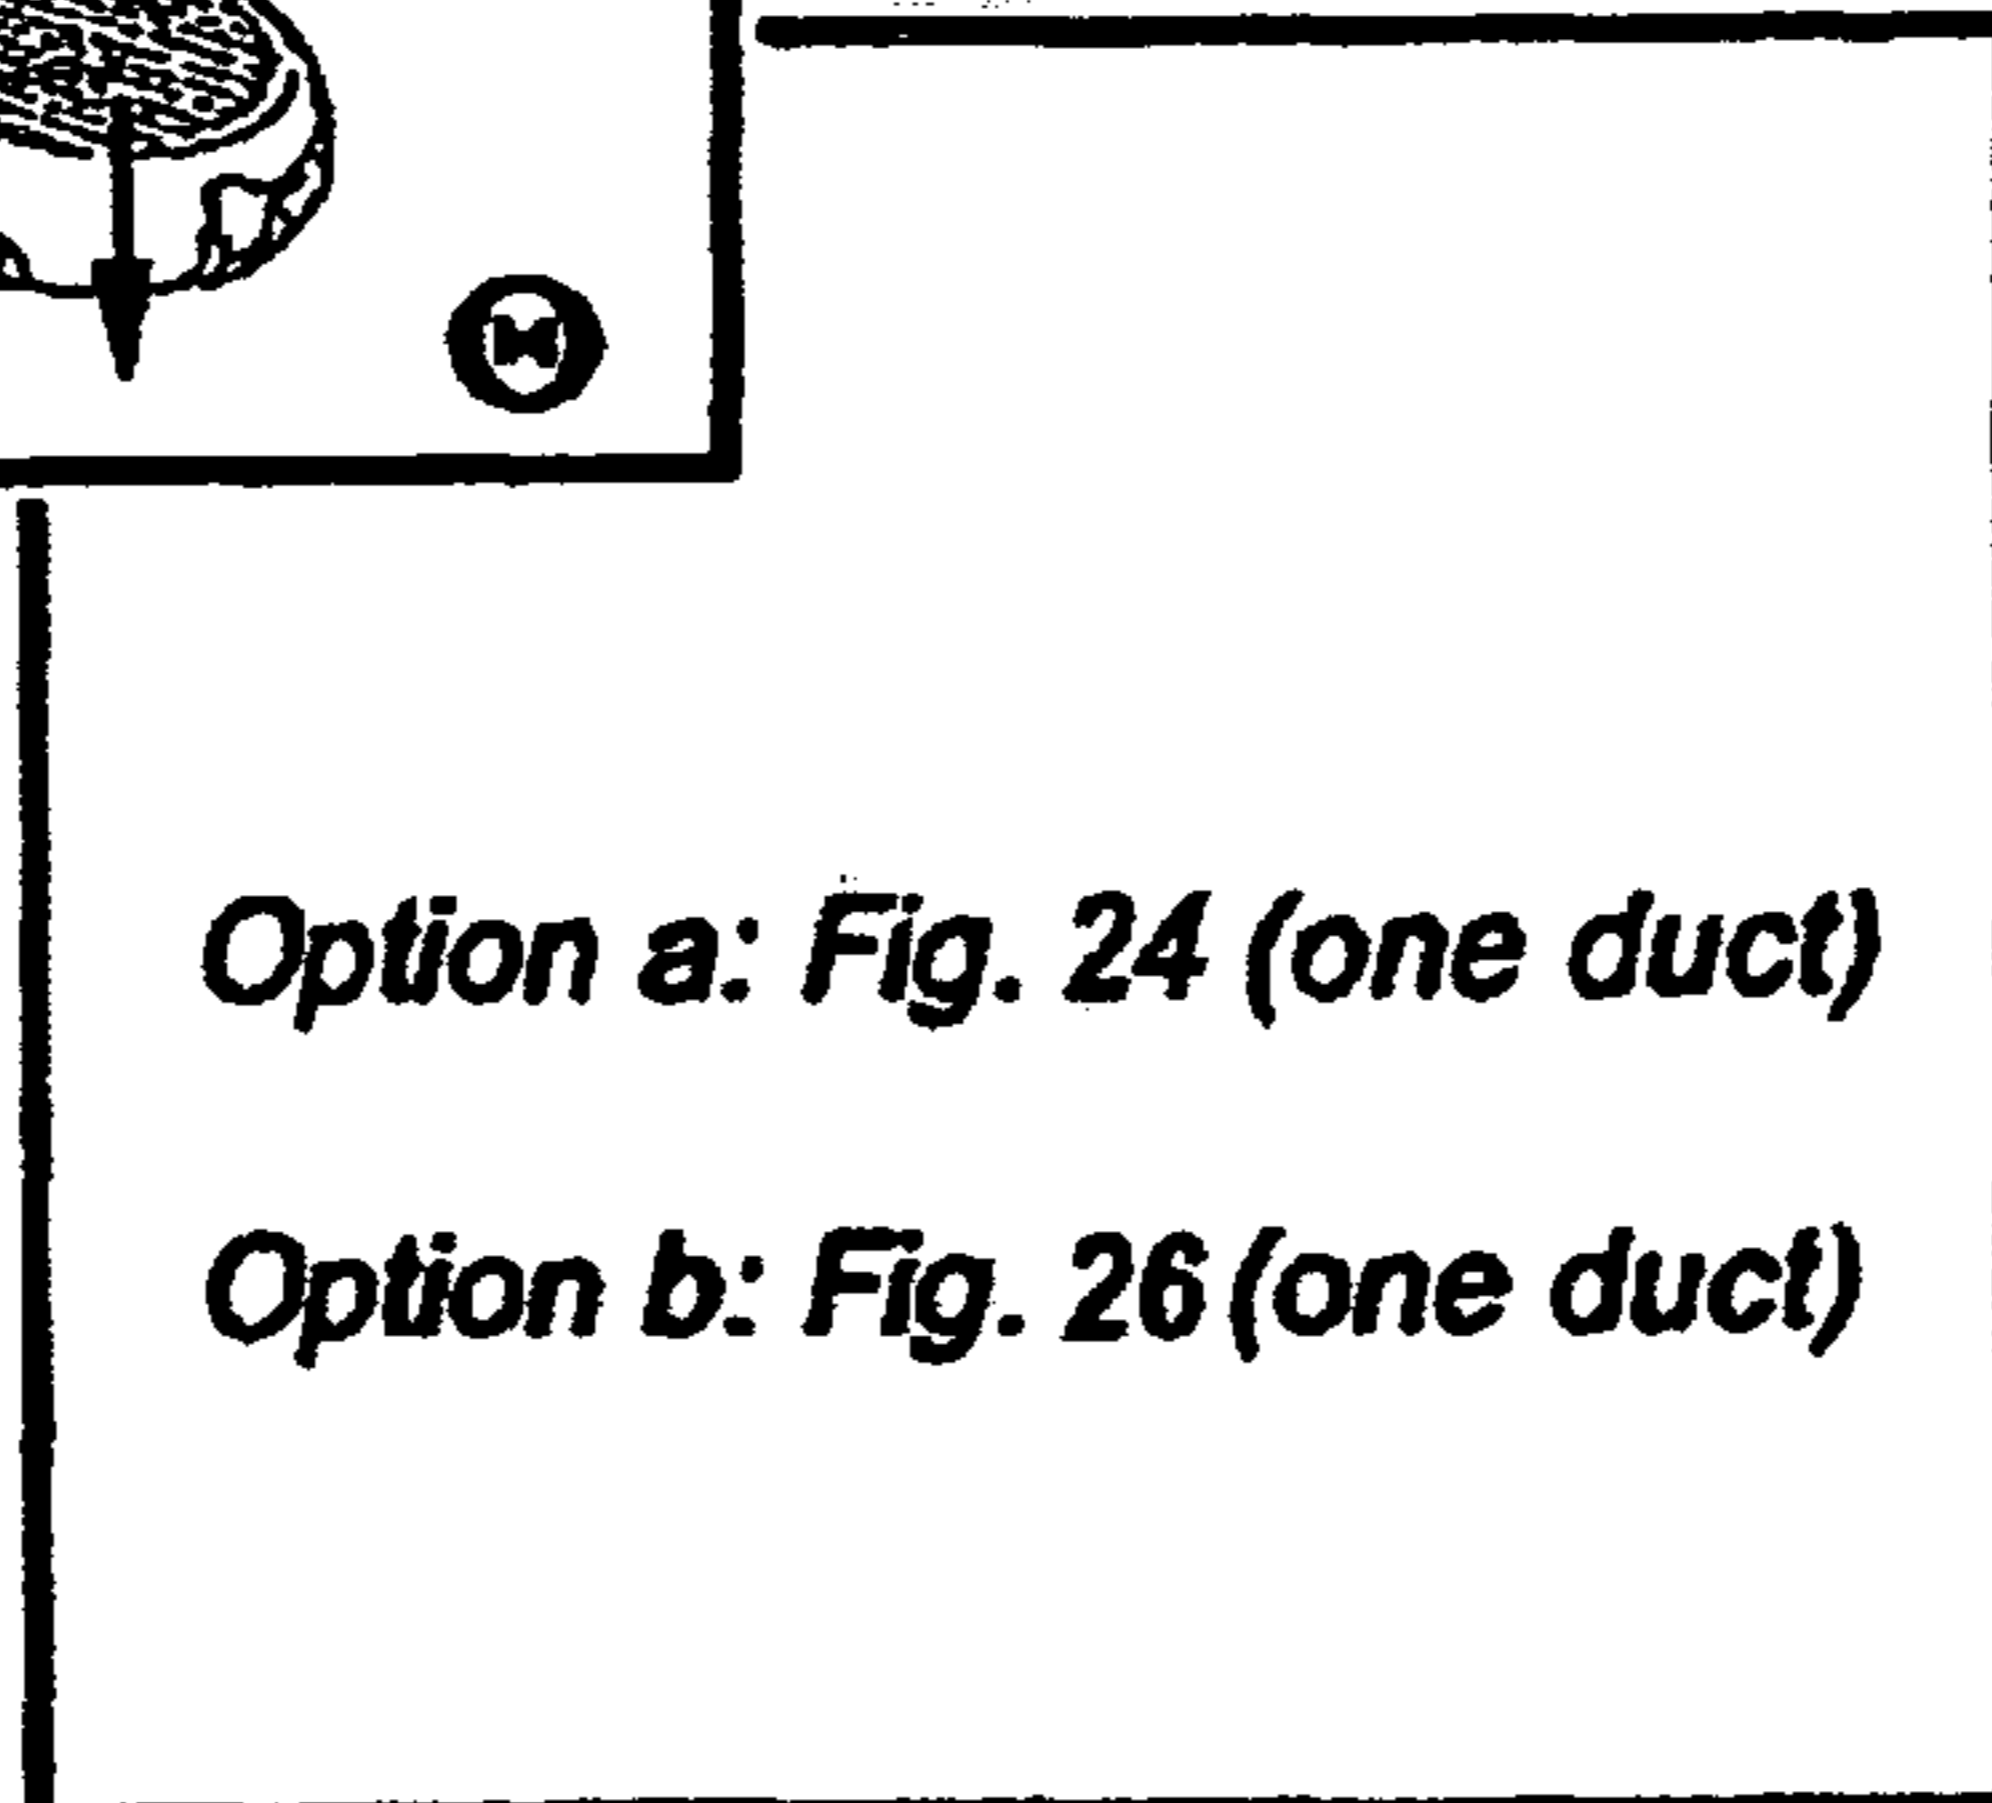 Option a: Fig. 24 (one duct)
Option b: Fig. 26 (one duct)